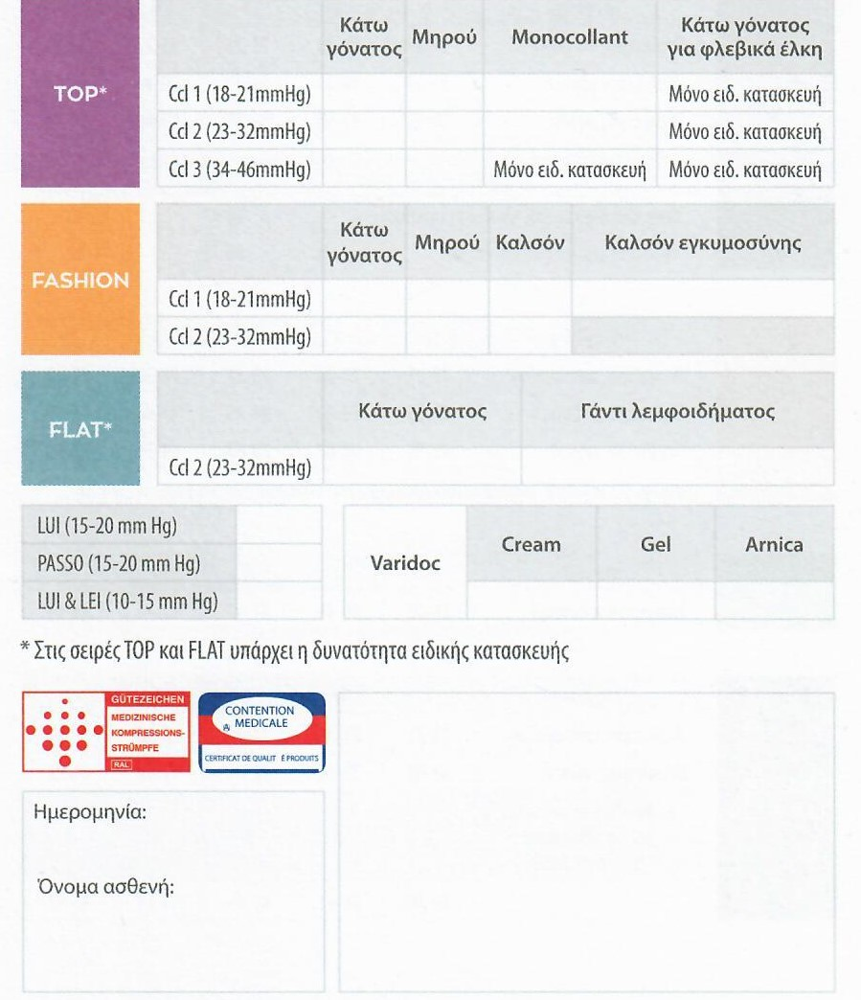 Κάτω γόνατος Μηρού Monocollant Κάτω γόνατος για φλεβικά έλκη
TOP*
Ccl 1 (18-21mmHg) Μόνο ειδ. κατασκευή
Ccl 2 (23-32mmHg) Μόνο ειδ. κατασκευή
Ccl 3 (34-46mmHg) Μόνο ειδ. κατασκευή Μόνο ειδ. κατασκευή
Κάτω γόνατος Μηρού Καλσόν Καλσόν εγκυμοσύνης
FASHION
Ccl 1 (18-21mmHg)
Ccl 2 (23-32mmHg)
Κάτω γόνατος Γάντι λεμφοιδήματος
FLAT*
Ccl 2 (23-32mmHg)
LUI (15-20 mm Hg)
PASSO (15-20 mm Hg)
LUI & LEI (10-15 mm Hg)
Varidoc Cream Gel Arnica
* Στις σειρές TOP και FLAT υπάρχει η δυνατότητα ειδικής κατασκευής
GÜTEZEICHEN
MEDIZINISCHE
KOMPRESSIONS-
STRÜMPFE
RAL
CONTENTION
MEDICALE
CERTIFICAT DE QUALIT É PRODUITS
Ημερομηνία:
Όνομα ασθενή: